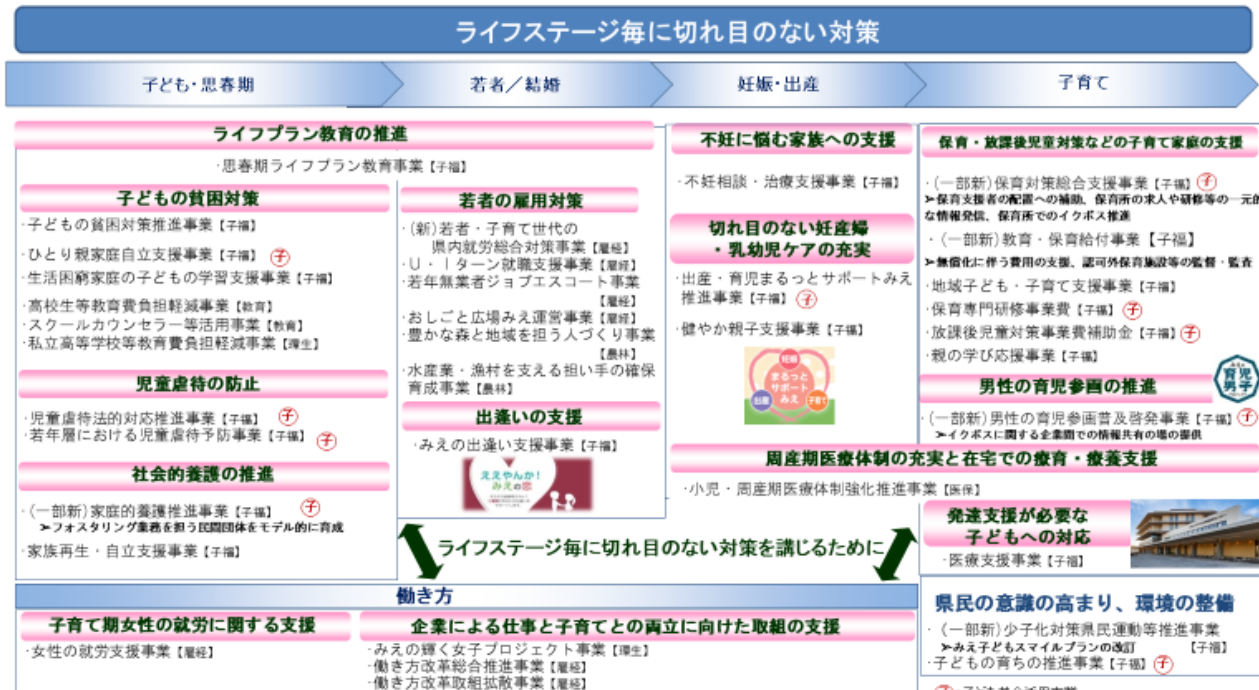 ライフステージ毎に切れ目のない対策
子ども・思春期
若者／結婚
妊娠・出産
子育て
ライフプラン教育の推進
・思春期ライフプラン教育事業【子福】
子どもの貧困対策
・子どもの貧困対策推進事業【子福】
・ひとり親家庭自立支援事業【子福】 子
・生活困窮家庭の子どもの学習支援事業【子福】
・高校生等教育費負担軽減事業【教育】
・スクールカウンセラー等活用事業【教育】
・私立高等学校等教育費負担軽減事業【環生】
児童虐待の防止
・児童虐待法的対応推進事業【子福】 子
・若年層における児童虐待予防事業【子福】 子
社会的養護の推進
・(一部新)家庭的養護推進事業【子福】 子
➢フォスタリング業務を担う民間団体をモデル的に育成
・家族再生・自立支援事業【子福】
若者の雇用対策
・(新)若者・子育て世代の
県内就労総合対策事業【雇経】
・U・Iターン就職支援事業【雇経】
・若年無業者ジョブエスコート事業
【雇経】
・おしごと広場みえ運営事業【雇経】
・豊かな森と地域を担う人づくり事業
【農林】
・水産業・漁村を支える担い手の確保
育成事業【農林】
出逢いの支援
・みえの出逢い支援事業【子福】
ええやんか！
みえの恋
不妊に悩む家族への支援
・不妊相談・治療支援事業【子福】
切れ目のない妊産婦
・乳幼児ケアの充実
・出産・育児まるっとサポートみえ
推進事業【子福】 子
・健やか親子支援事業【子福】
妊娠
まるっと
サポート
みえ
出産
子育て
保育・放課後児童対策などの子育て家庭の支援
・(一部新)保育対策総合支援事業【子福】 子
➢保育支援者の配置への補助、保育所の求人や研修等の一元的
な情報発信、保育所でのイクボス推進
・(一部新)教育・保育給付事業【子福】
➢無償化に伴う費用の支援、認可外保育施設等の監督・監査
・地域子ども・子育て支援事業【子福】
・保育専門研修事業費【子福】 子
・放課後児童対策事業費補助金【子福】 子
・親の学び応援事業【子福】
育児
男子
男性の育児参画の推進
・(一部新)男性の育児参画普及啓発事業【子福】 子
➢イクボスに関する企業間での情報共有の場の提供
周産期医療体制の充実と在宅での療育・療養支援
・小児・周産期医療体制強化推進事業【医保】
発達支援が必要な
子どもへの対応
・医療支援事業【子福】
ライフステージ毎に切れ目のない対策を講じるために
働き方
子育て期女性の就労に関する支援
・女性の就労支援事業【雇経】
企業による仕事と子育てとの両立に向けた取組の支援
・みえの輝く女子プロジェクト事業【環生】
・働き方改革総合推進事業【雇経】
・働き方改革取組拡散事業【雇経】
県民の意識の高まり、環境の整備
・(一部新)少子化対策県民運動等推進事業
➢みえ子どもスマイルプランの改訂 【子福】
・子どもの育ちの推進事業【子福】 子